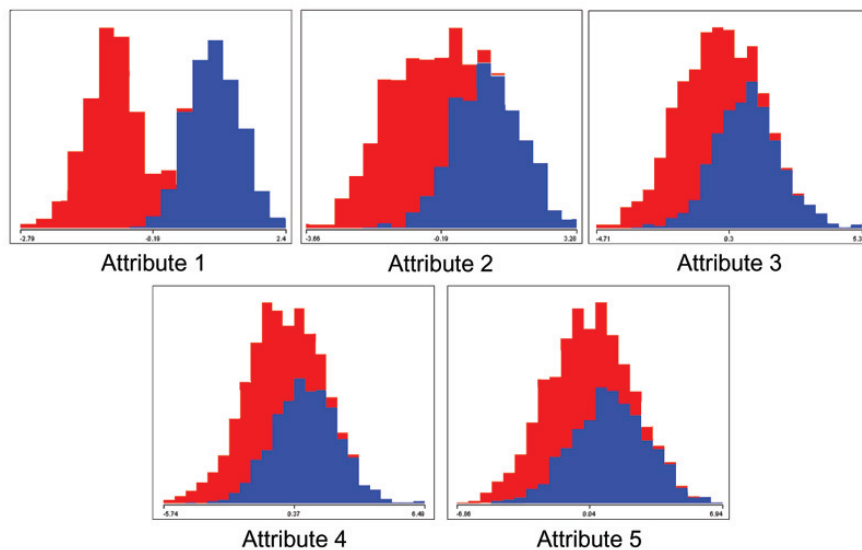 -2.79 -0.19 2.4
Attribute 1
-3.66 -0.19 3.28
Attribute 2
-4.71 0.3 5.3
Attribute 3
-5.74 0.37 6.49
Attribute 4
-6.86 0.04 6.94
Attribute 5